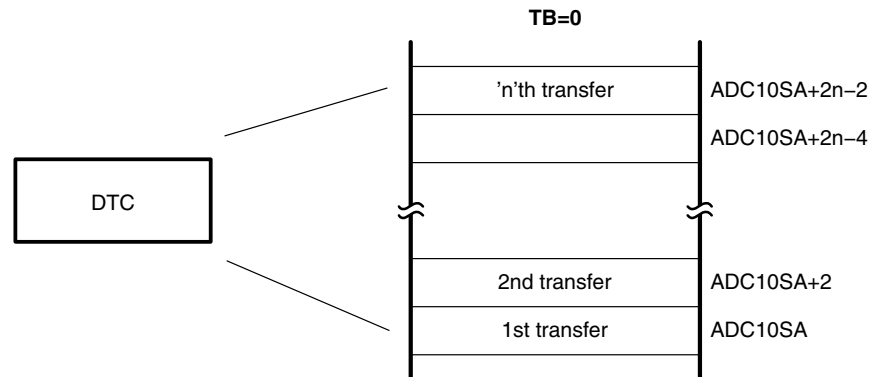 TB=0
’n’th transfer ADC10SA+2n−2
ADC10SA+2n−4
DTC
2nd transfer ADC10SA+2
1st transfer ADC10SA